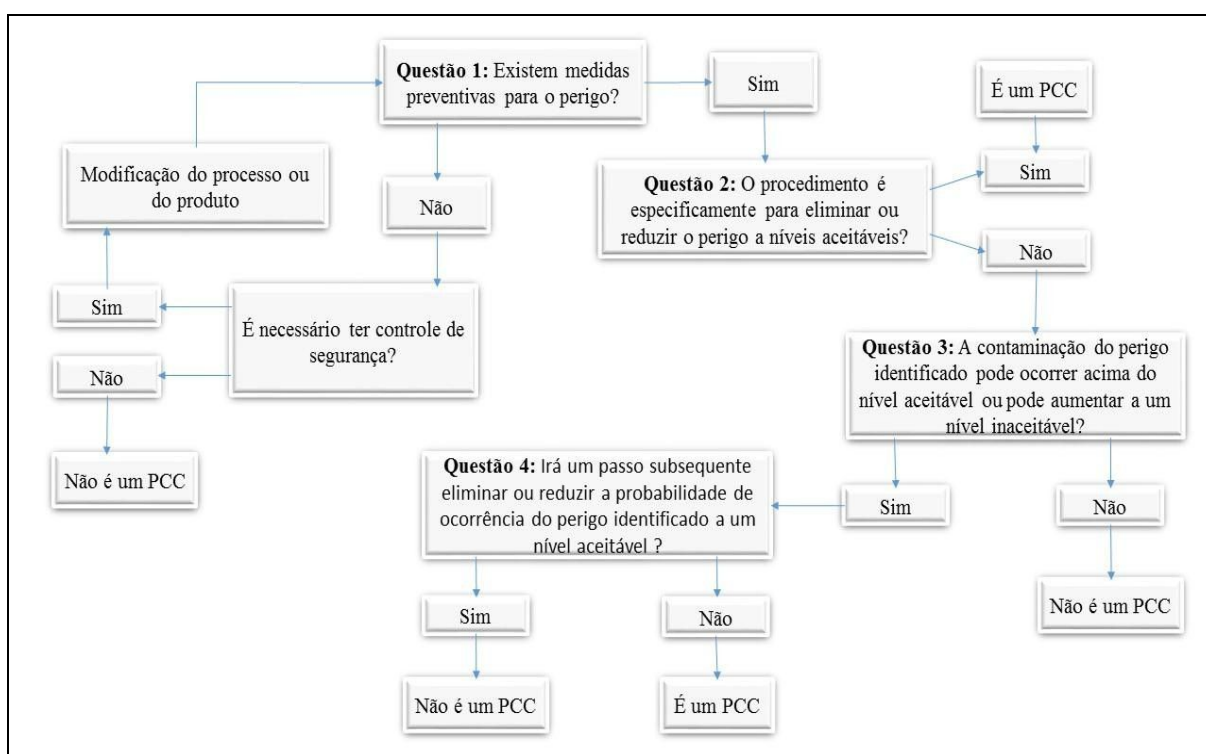 Questão 1: Existem medidas
preventivas para o perigo?
Sim
É um PCC
Modificação do processo ou
do produto
Não
Questão 2: O procedimento é
especificamente para eliminar ou
reduzir o perigo a níveis aceitáveis?
Sim
Não
Sim
É necessário ter controle de
segurança?
Não
Não é um PCC
Questão 3: A contaminação do perigo
identificado pode ocorrer acima do
nível aceitável ou pode aumentar a um
nível inaceitável?
Questão 4: Irá um passo subsequente
eliminar ou reduzir a probabilidade de
ocorrência do perigo identificado a um
nível aceitável ?
Sim
Não
Não é um PCC
Sim
Não
Não é um PCC
É um PCC